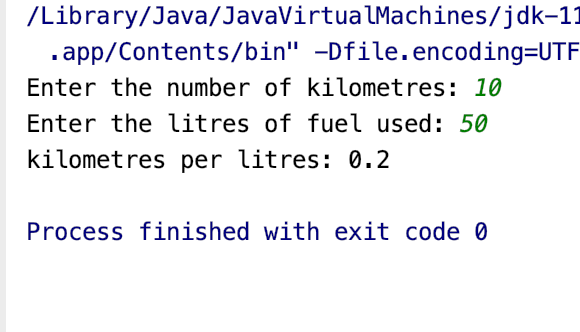 /Library/Java/JavaVirtualMachines/jdk-11
.app/Contents/bin" -Dfile.encoding=UTF
Enter the number of kilometres: 10
Enter the litres of fuel used: 50
kilometres per litres: 0.2
Process finished with exit code 0